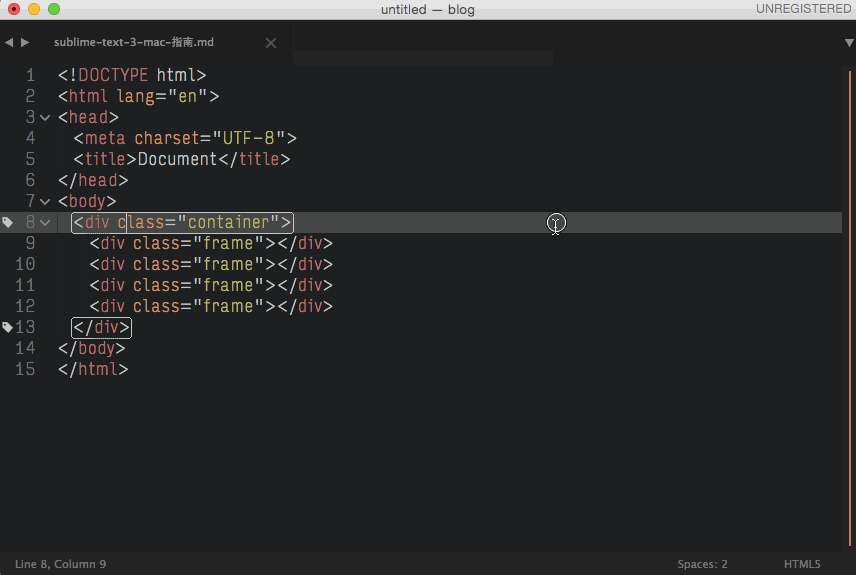 untitled — blog
UNREGISTERED
sublime-text-3-mac-指南.md
1 <!DOCTYPE html>
2 <html lang="en">
3 <head>
4 <meta charset="UTF-8">
5 <title>Document</title>
6 </head>
7 <body>
8 <div class="container">
9 <div class="frame"></div>
10 <div class="frame"></div>
11 <div class="frame"></div>
12 <div class="frame"></div>
13 </div>
14 </body>
15 </html>
Line 8, Column 9
Spaces: 2
HTML5